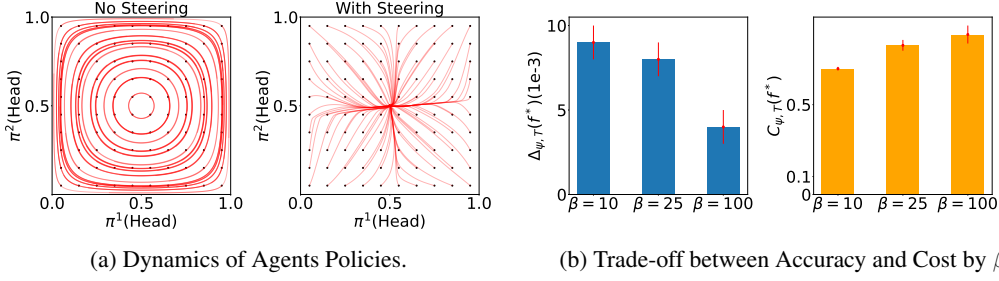 No Steering
With Steering
1.0
0.5
0.0
π²(Head)
0.0 0.5 1.0
π¹(Head)
1.0
0.5
π²(Head)
0.0 0.5 1.0
π¹(Head)
10
5
0
Δψ,T(f*)(1e-3)
β = 10 β = 25 β = 100
0.5
0.1
0
Cψ,T(f*)
β = 10 β = 25 β = 100
(a) Dynamics of Agents Policies.
(b) Trade-off between Accuracy and Cost by β